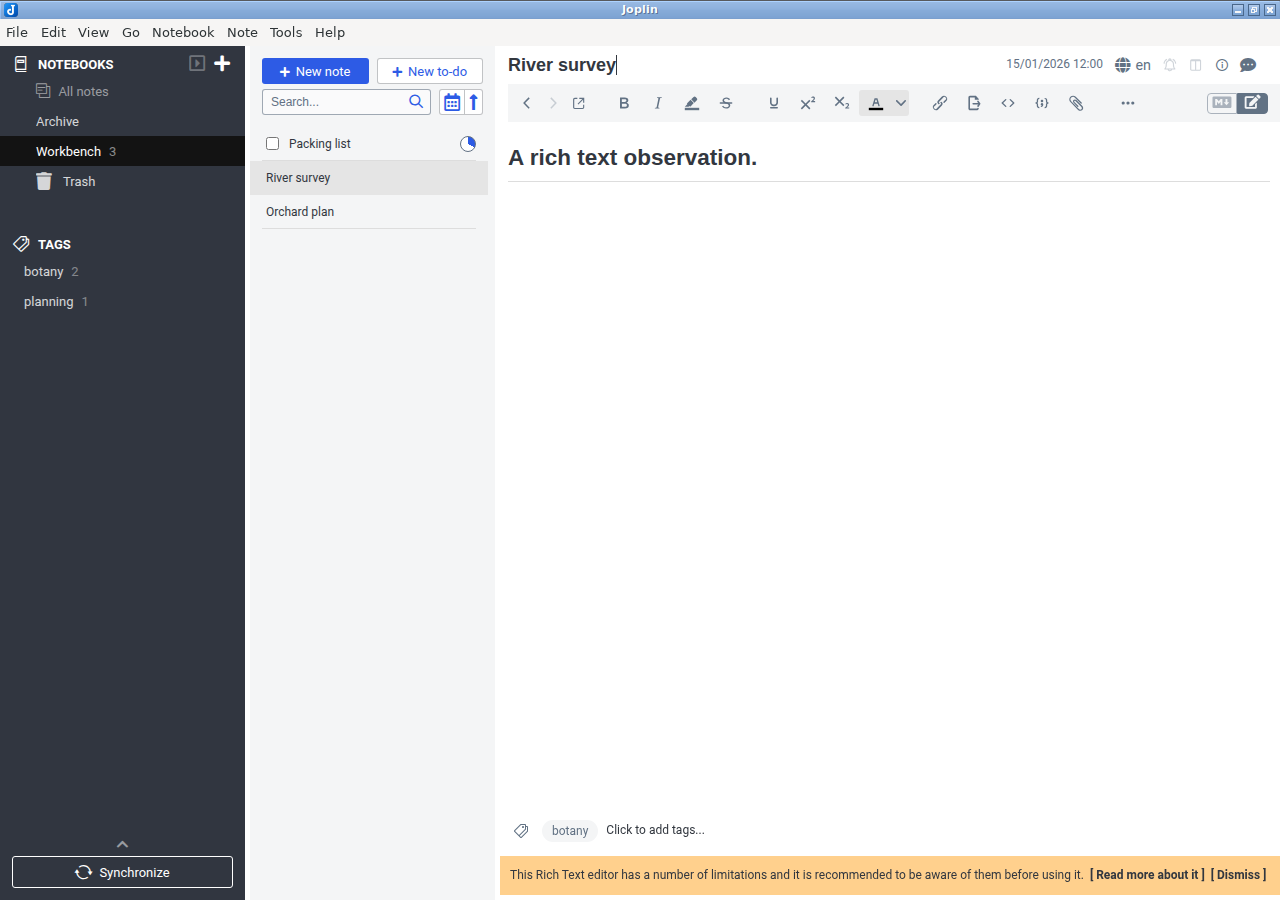 Joplin
File Edit View Go Notebook Note Tools Help
NOTEBOOKS
All notes
Archive
Workbench 3
Trash
TAGS
botany 2
planning 1
Synchronize
New note
New to-do
Search...
Packing list
River survey
Orchard plan
River survey
15/01/2026 12:00
en
A rich text observation.
botany
Click to add tags...
This Rich Text editor has a number of limitations and it is recommended to be aware of them before using it. [ Read more about it ] [ Dismiss ]